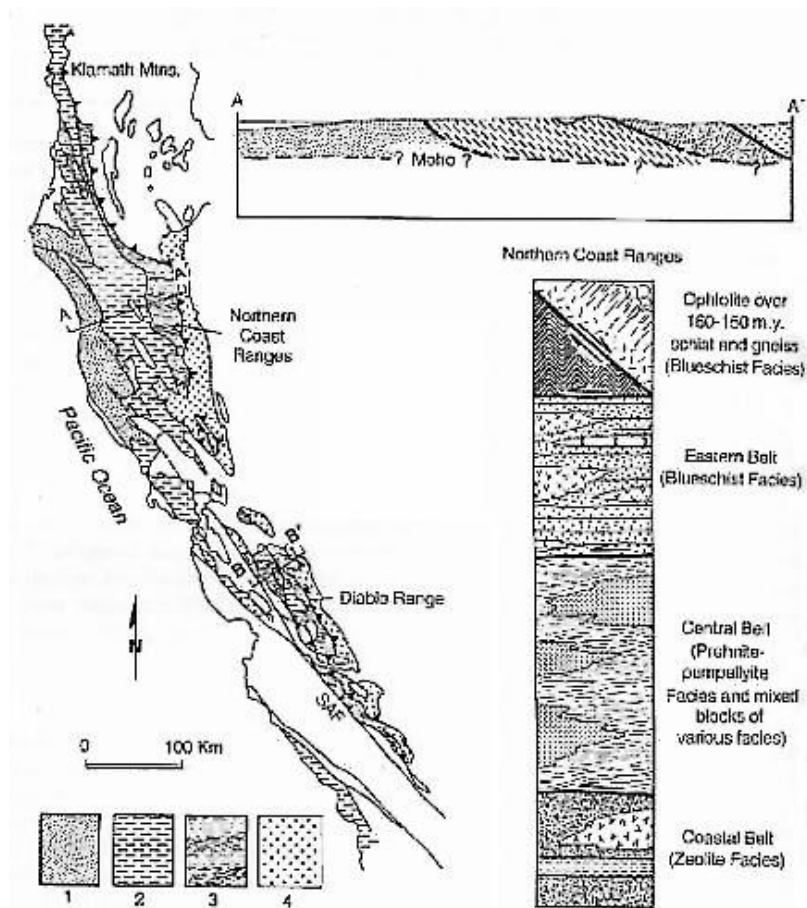 Klamath Mtns.
A
A'
? Moho ?
?
?
Northern Coast Ranges
Ophiolite over
160-150 m.y.
schist and gneiss
(Blueschist Facies)
A
A'
Northern
Coast
Ranges
Eastern Belt
(Blueschist Facies)
Pacific Ocean
B
B'
Diablo Range
N
SAF
0 100 Km
Central Belt
(Prehnite-
pumpellyite
Facies and mixed
blocks of
various facies)
Coastal Belt
(Zeolite Facies)
1 2 3 4